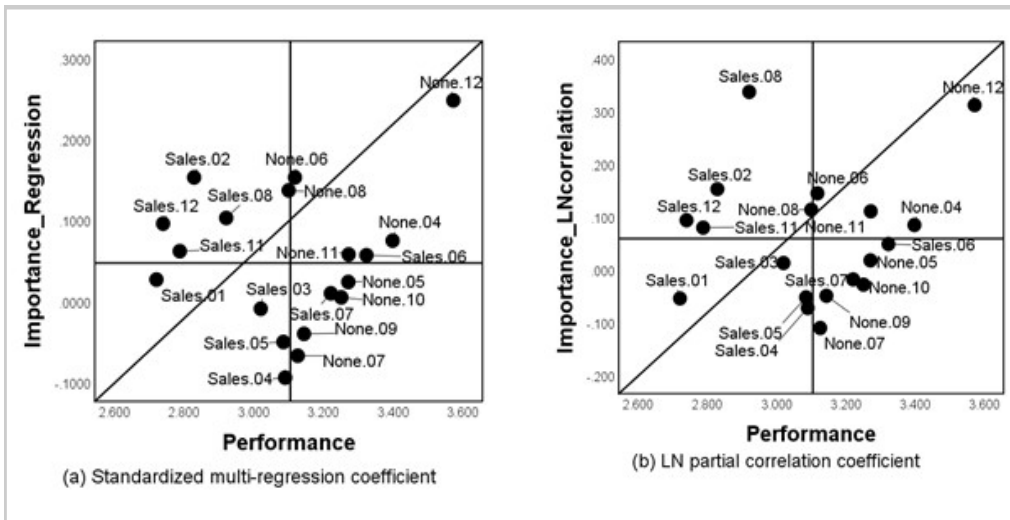 Importance_Regression
.3000
.2000
.1000
.0000
-.1000
None.12
Sales.02
None.06
Sales.08
None.08
Sales.12
None.04
Sales.11
None.11
Sales.06
Sales.01
None.05
Sales.03
None.10
Sales.07
None.09
Sales.05
None.07
Sales.04
2.600 2.800 3.000 3.200 3.400 3.600
Performance
(a) Standardized multi-regression coefficient
Importance_LNcorrelation
.400
.300
.200
.100
.000
-.100
-.200
Sales.08
None.12
Sales.02
None.06
Sales.12
None.08
None.04
Sales.11
None.11
Sales.06
Sales.03
None.05
Sales.01
Sales.07
None.10
None.09
Sales.05
None.07
Sales.04
2.600 2.800 3.000 3.200 3.400 3.600
Performance
(b) LN partial correlation coefficient